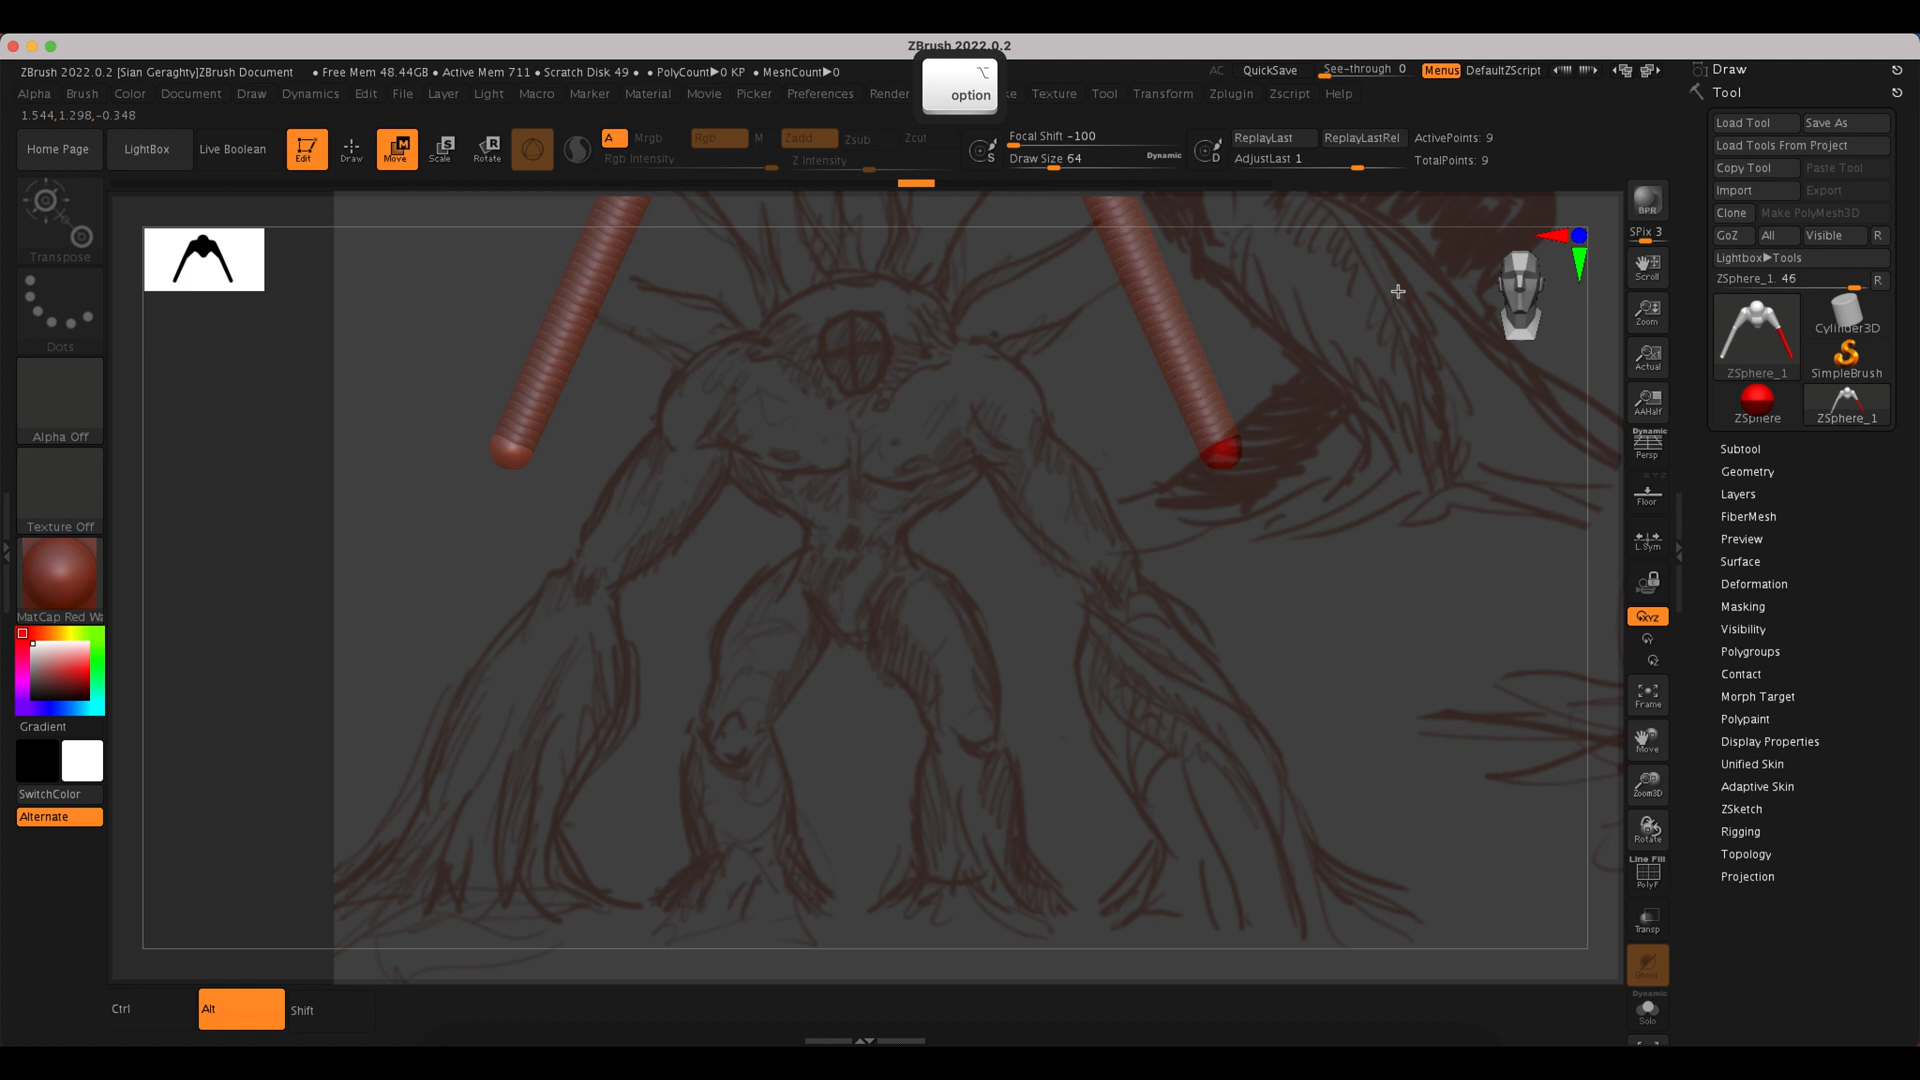 ZBrush 2022.0.2
ZBrush 2022.0.2 [Sian Geraghty]ZBrush Document • Free Mem 48.44GB • Active Mem 711 • Scratch Disk 49 • • PolyCount▶0 KP • MeshCount▶0
AC QuickSave See-through 0 Menus DefaultZScript
Draw
option
Alpha Brush Color Document Draw Dynamics Edit File Layer Light Macro Marker Material Movie Picker Preferences Render ke Texture Tool Transform Zplugin Zscript Help
Tool
1.544,1.298,-0.348
Home Page LightBox Live Boolean
Edit Draw Move Scale Rotate
A Mrgb Rgb M Zadd Zsub Zcut
Rgb Intensity Z Intensity
Focal Shift -100
Draw Size 64 Dynamic
S D
ReplayLast ReplayLastRel ActivePoints: 9
AdjustLast 1 TotalPoints: 9
Load Tool Save As
Load Tools From Project
Copy Tool Paste Tool
Import Export
Clone Make PolyMesh3D
GoZ All Visible R
Lightbox▶Tools
ZSphere_1. 46 R
ZSphere_1
Cylinder3D
SimpleBrush
ZSphere ZSphere_1
Subtool
Geometry
Layers
FiberMesh
Preview
Surface
Deformation
Masking
Visibility
Polygroups
Contact
Morph Target
Polypaint
Display Properties
Unified Skin
Adaptive Skin
ZSketch
Rigging
Topology
Projection
BPR
SPix 3
Scroll
Zoom
Actual
AAHalf
Dynamic
Persp
Floor
L.Sym
XYZ
Y
Z
Frame
Move
Zoom3D
Rotate
Line Fill
PolyF
Transp
Ghost
Dynamic
Solo
Transpose
Dots
Alpha Off
Texture Off
MatCap Red Wa
Gradient
SwitchColor
Alternate
Ctrl Alt Shift